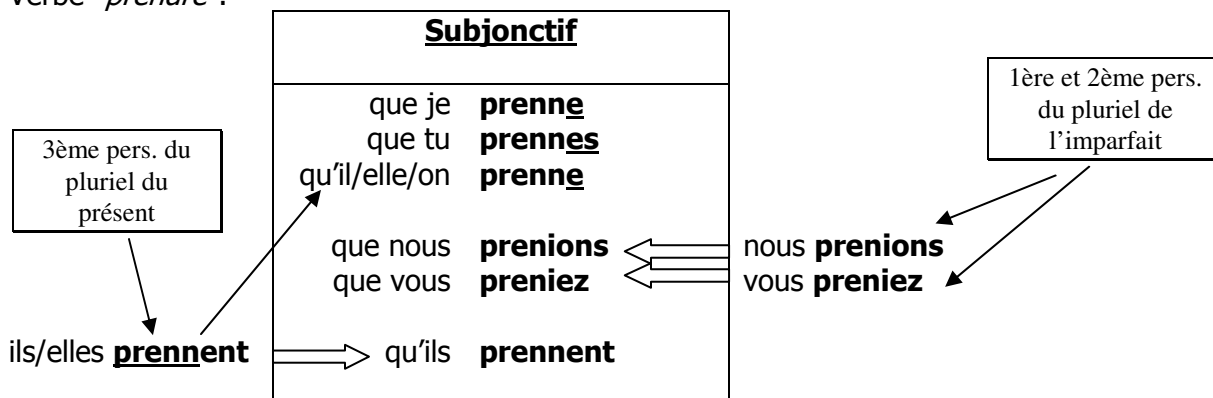 Verbe "prendre".
Subjonctif
1ère et 2ème pers.
du pluriel de
l'imparfait
3ème pers. du
pluriel du
présent
que je prenne
que tu prennes
qu'il/elle/on prenne
que nous prenions
nous prenions
que vous preniez
vous preniez
ils/elles prennent
qu'ils prennent